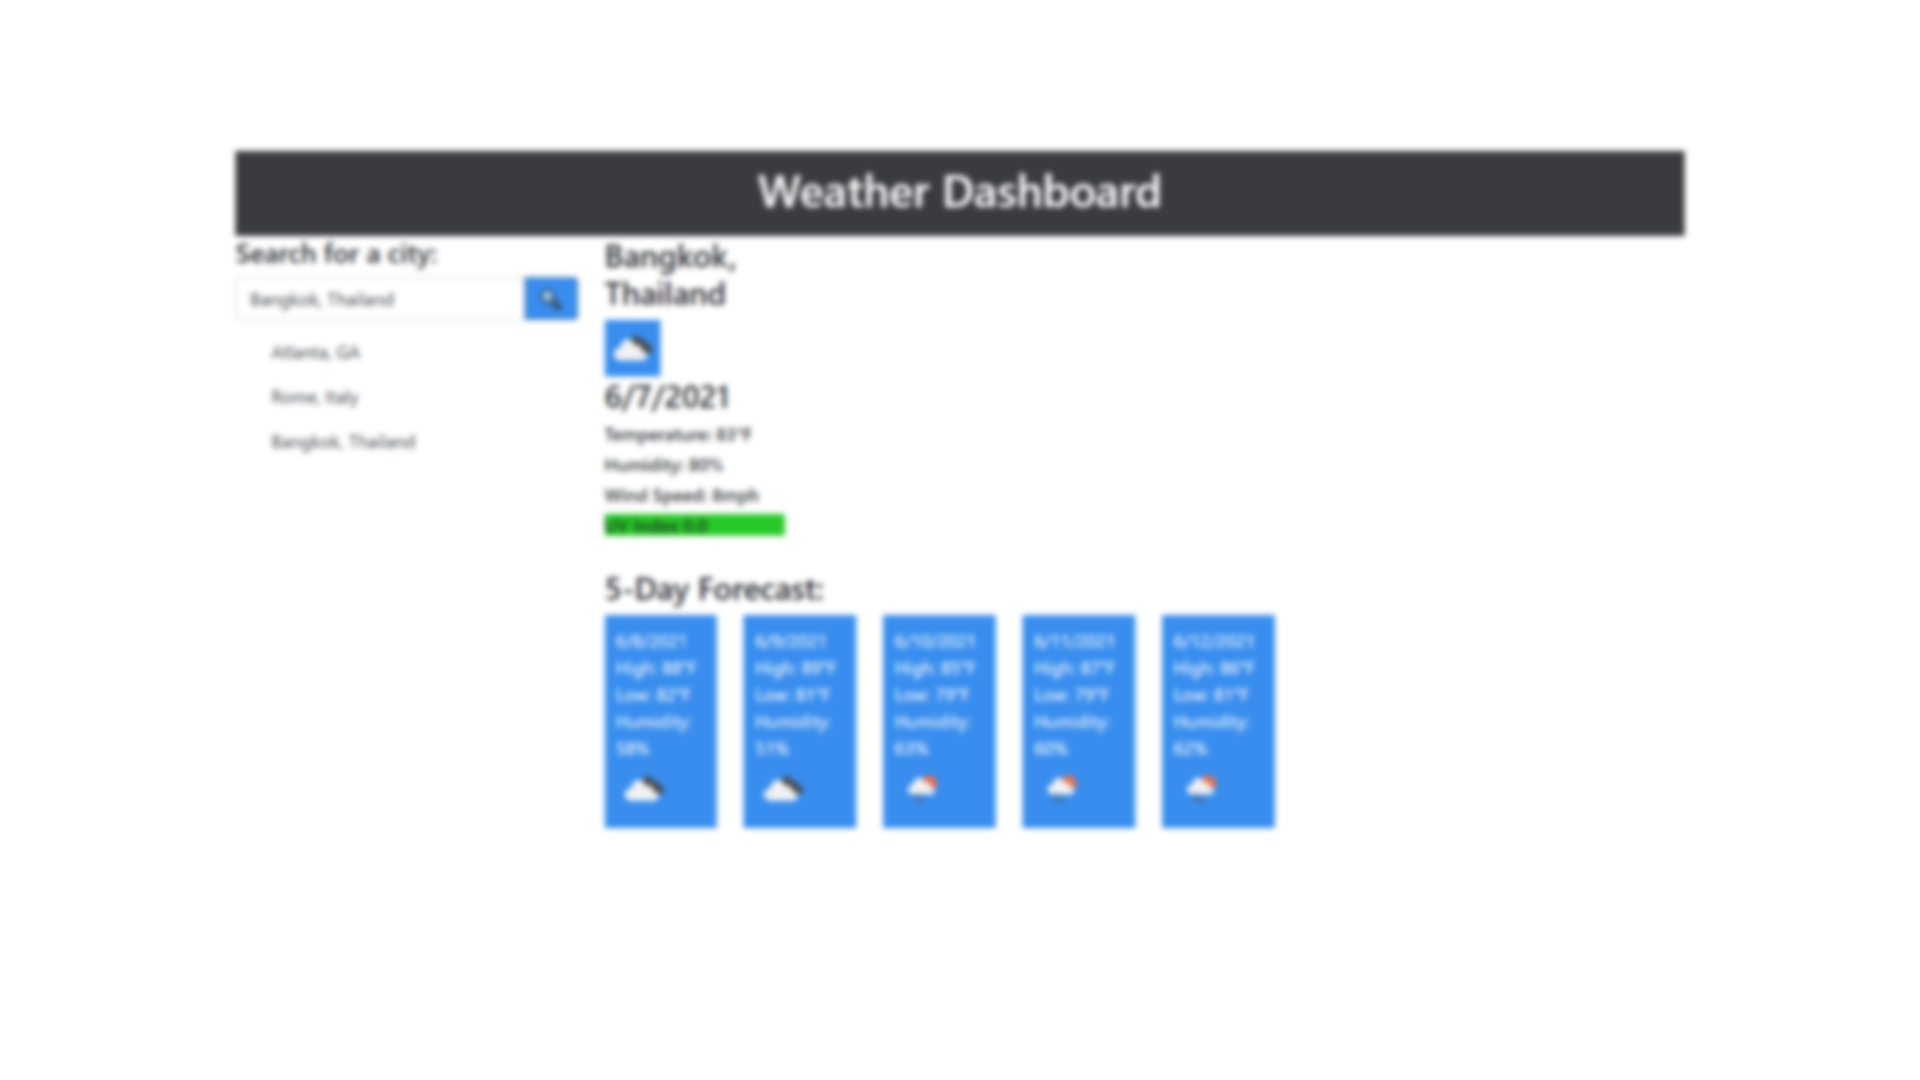 Weather Dashboard
Search for a city:
Bangkok, Thailand
Atlanta, GA
Rome, Italy
Bangkok, Thailand
Bangkok,
Thailand
6/7/2021
Temperature: 83°F
Humidity: 80%
Wind Speed: 8mph
UV Index 0.0
5-Day Forecast:
6/8/2021
High: 88°F
Low: 82°F
Humidity:
58%
6/9/2021
High: 89°F
Low: 81°F
Humidity:
51%
6/10/2021
High: 85°F
Low: 79°F
Humidity:
63%
6/11/2021
High: 87°F
Low: 79°F
Humidity:
60%
6/12/2021
High: 86°F
Low: 81°F
Humidity:
62%